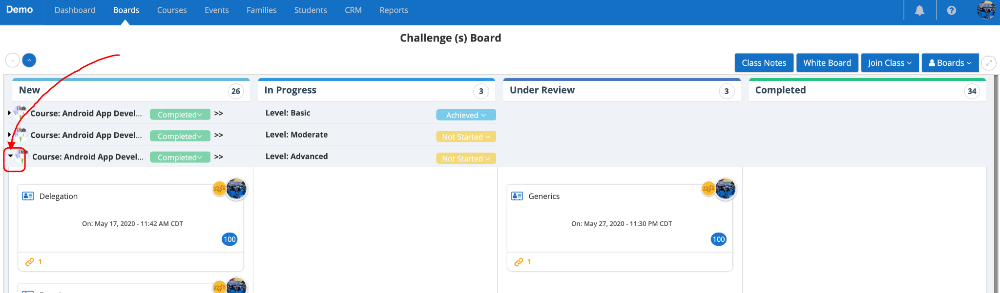 Demo Dashboard Boards Courses Events Families Students CRM Reports
Challenge (s) Board
Class Notes White Board Join Class Boards
New 26 In Progress 3 Under Review 3 Completed 34
Kotlin Course: Android App Devel... Completed >> Level: Basic Achieved
Kotlin Course: Android App Devel... Completed >> Level: Moderate Not Started
Course: Android App Devel... Completed >> Level: Advanced Not Started
Delegation Generics
On: May 17, 2020 - 11:42 AM CDT On: May 27, 2020 - 11:30 PM CDT
100 100
1 1